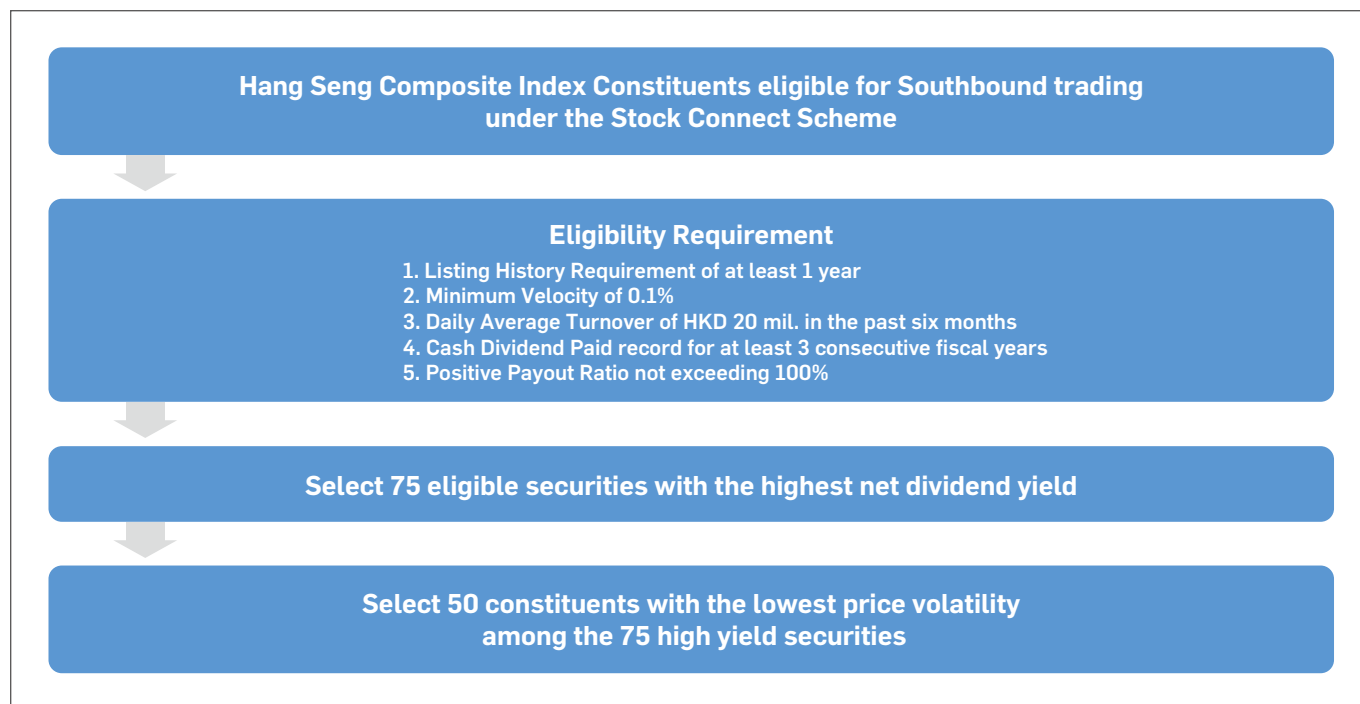 Hang Seng Composite Index Constituents eligible for Southbound trading
under the Stock Connect Scheme
Eligibility Requirement
1. Listing History Requirement of at least 1 year
2. Minimum Velocity of 0.1%
3. Daily Average Turnover of HKD 20 mil. in the past six months
4. Cash Dividend Paid record for at least 3 consecutive fiscal years
5. Positive Payout Ratio not exceeding 100%
Select 75 eligible securities with the highest net dividend yield
Select 50 constituents with the lowest price volatility
among the 75 high yield securities